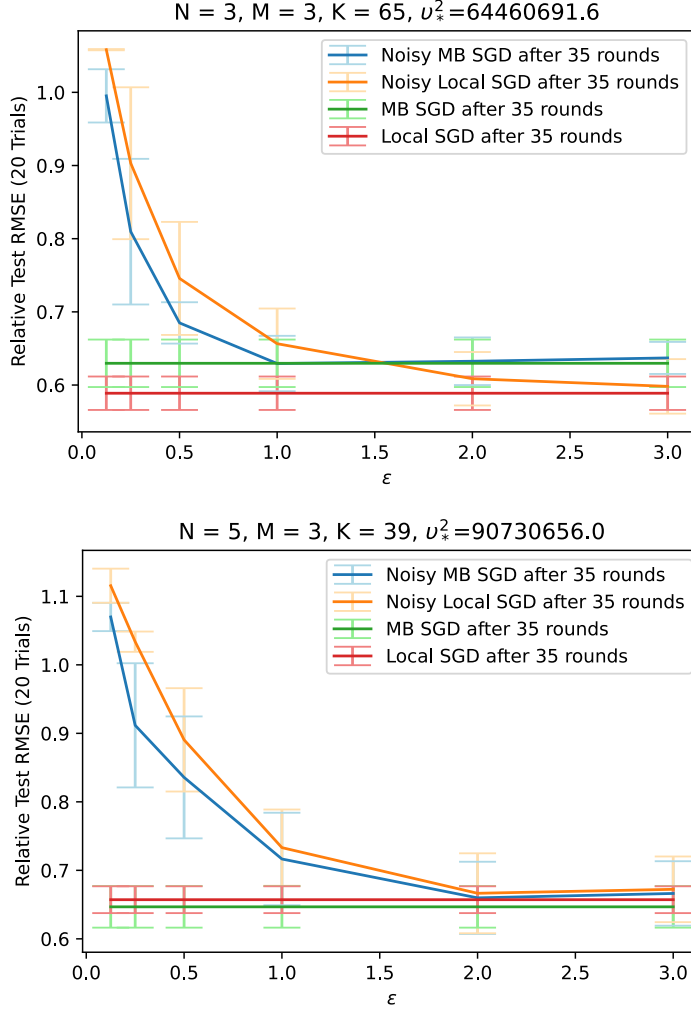 N = 3, M = 3, K = 65, υ*²=64460691.6
Relative Test RMSE (20 Trials)
1.0
0.9
0.8
0.7
0.6
Noisy MB SGD after 35 rounds
Noisy Local SGD after 35 rounds
MB SGD after 35 rounds
Local SGD after 35 rounds
0.0 0.5 1.0 1.5 2.0 2.5 3.0
ε
N = 5, M = 3, K = 39, υ*²=90730656.0
Relative Test RMSE (20 Trials)
1.1
1.0
0.9
0.8
0.7
0.6
Noisy MB SGD after 35 rounds
Noisy Local SGD after 35 rounds
MB SGD after 35 rounds
Local SGD after 35 rounds
0.0 0.5 1.0 1.5 2.0 2.5 3.0
ε